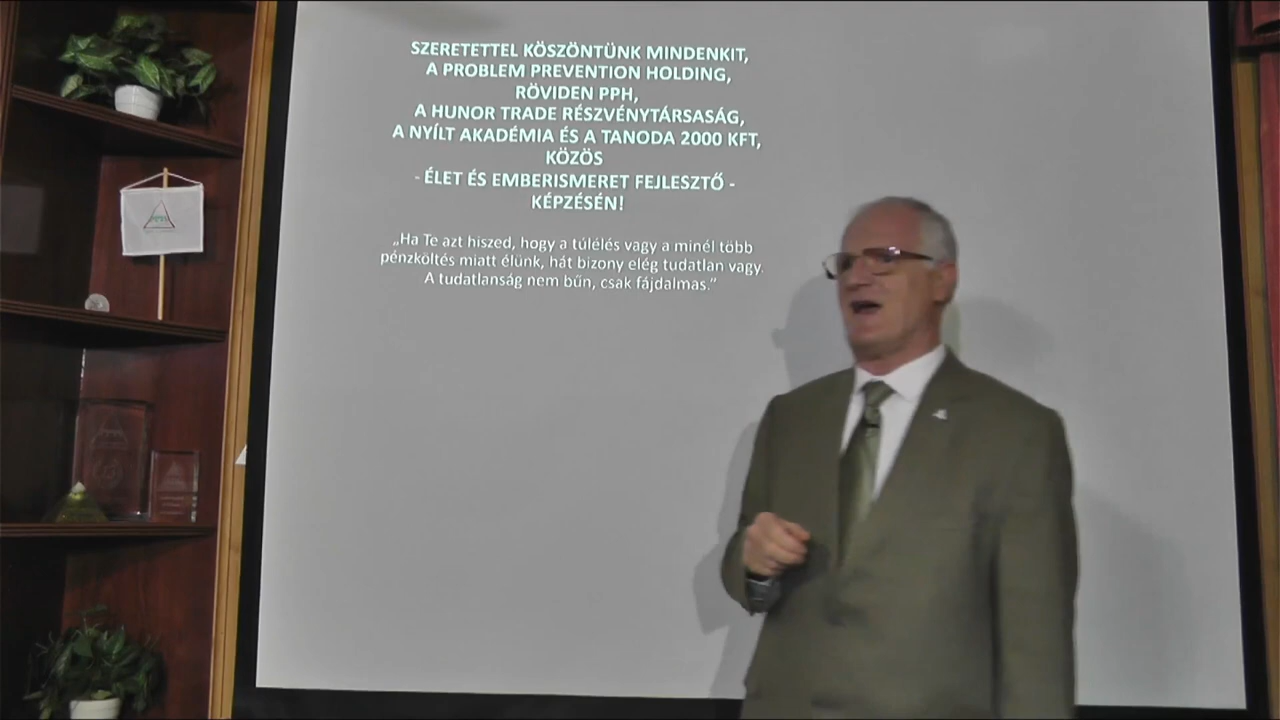 SZERETETTEL KÖSZÖNTÜNK MINDENKIT,
A PROBLEM PREVENTION HOLDING,
RÖVIDEN PPH,
A HUNOR TRADE RÉSZVÉNYTÁRSASÁG,
A NYÍLT AKADÉMIA ÉS A TANODA 2000 KFT,
KÖZÖS
- ÉLET ÉS EMBERISMERET FEJLESZTŐ -
KÉPZÉSÉN!
„Ha Te azt hiszed, hogy a túlélés vagy a minél több
pénzköltés miatt élünk, hát bizony elég tudatlan vagy.
A tudatlanság nem bűn, csak fájdalmas.”